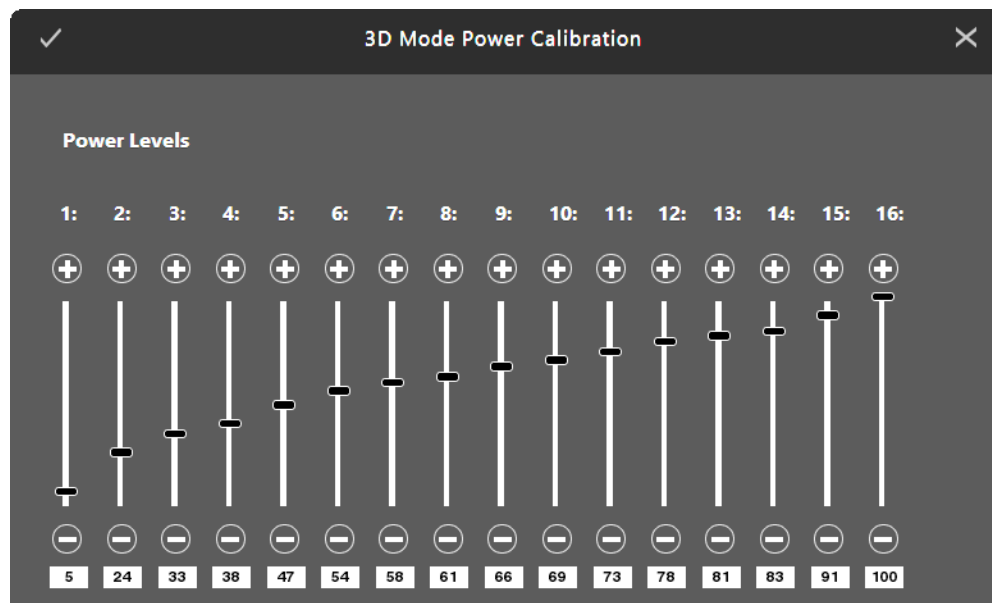 3D Mode Power Calibration
Power Levels
1: 2: 3: 4: 5: 6: 7: 8: 9: 10: 11: 12: 13: 14: 15: 16:
5 24 33 38 47 54 58 61 66 69 73 78 81 83 91 100